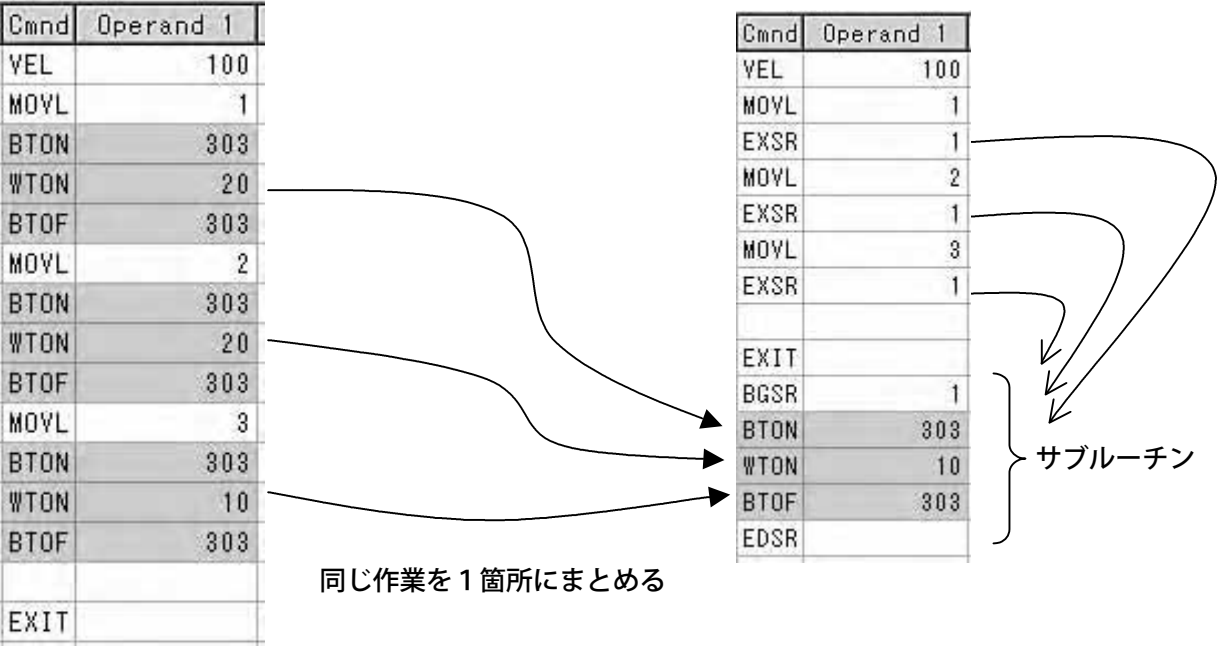 Cmnd Operand 1
VEL 100
MOVL 1
BTON 303
WTON 20
BTOF 303
MOVL 2
BTON 303
WTON 20
BTOF 303
MOVL 3
BTON 303
WTON 10
BTOF 303
EXIT
Cmnd Operand 1
VEL 100
MOVL 1
EXSR 1
MOVL 2
EXSR 1
MOVL 3
EXSR 1
EXIT
BGSR 1
BTON 303
WTON 10
BTOF 303
EDSR
サブルーチン
同じ作業を1箇所にまとめる